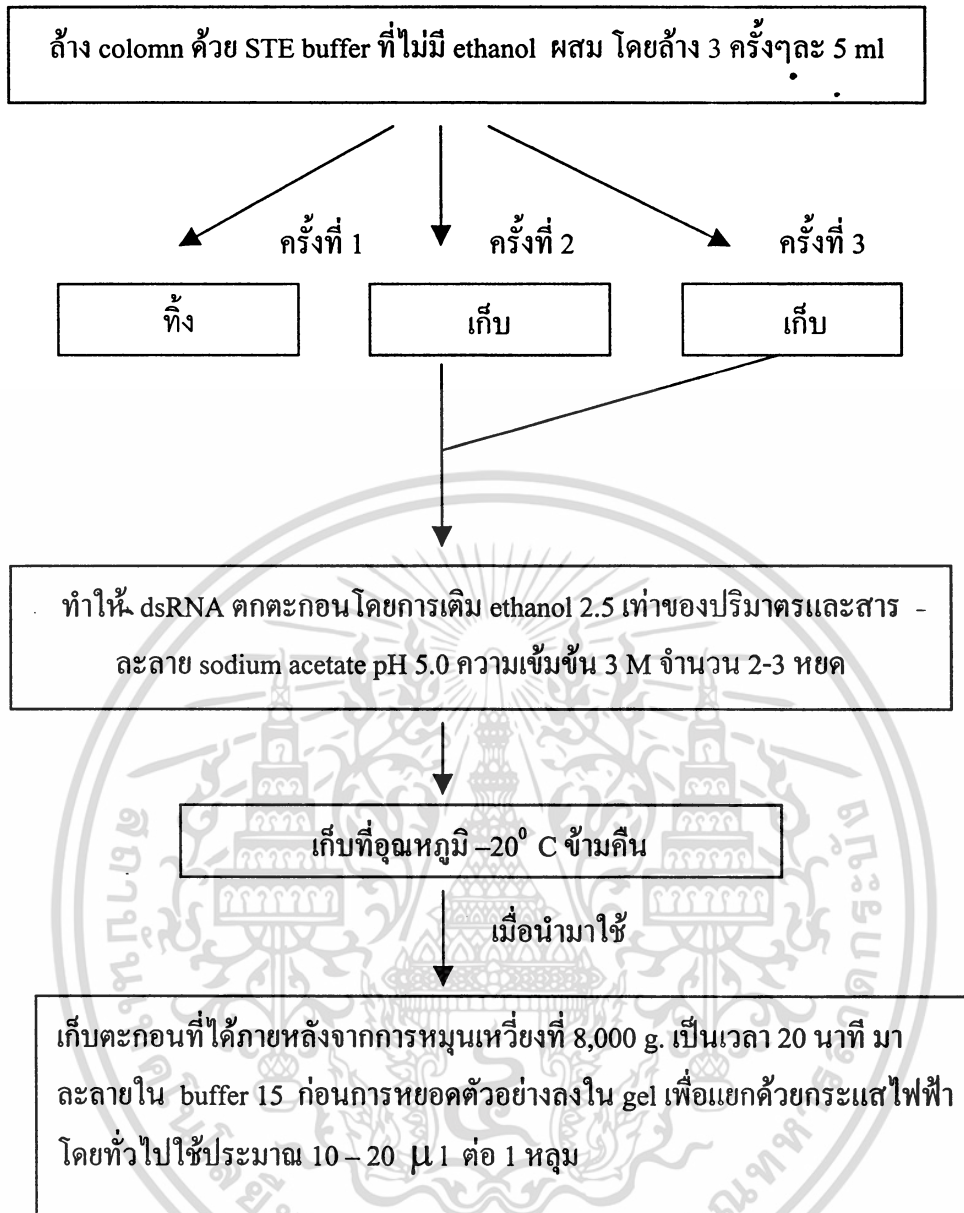 ล้าง colomn ด้วย STE buffer ที่ไม่มี ethanol ผสม โดยล้าง 3 ครั้งๆละ 5 ml
ครั้งที่ 1 ครั้งที่ 2 ครั้งที่ 3
ทิ้ง เก็บ เก็บ
ทำให้ dsRNA ตกตะกอนโดยการเติม ethanol 2.5 เท่าของปริมาตรและสาร -
ละลาย sodium acetate pH 5.0 ความเข้มข้น 3 M จำนวน 2-3 หยด
เก็บที่อุณหภูมิ –20⁰ C ข้ามคืน
เมื่อนำมาใช้
เก็บตะกอนที่ได้ภายหลังจากการหมุนเหวี่ยงที่ 8,000 g. เป็นเวลา 20 นาที มา
ละลายใน buffer 15 ก่อนการหยอดตัวอย่างลงใน gel เพื่อแยกด้วยกระแสไฟฟ้า
โดยทั่วไปใช้ประมาณ 10 – 20 μ l ต่อ 1 หลุม